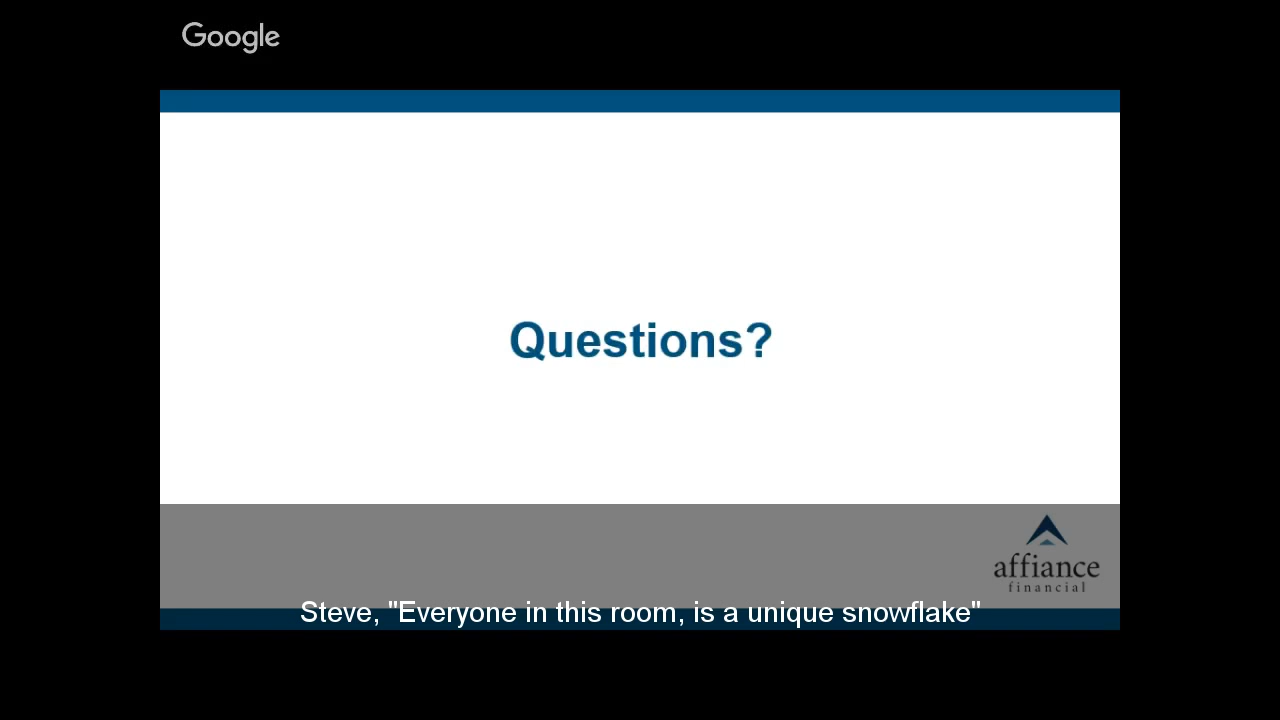 Google
Questions?
affiance
financial
Steve, "Everyone in this room, is a unique snowflake"